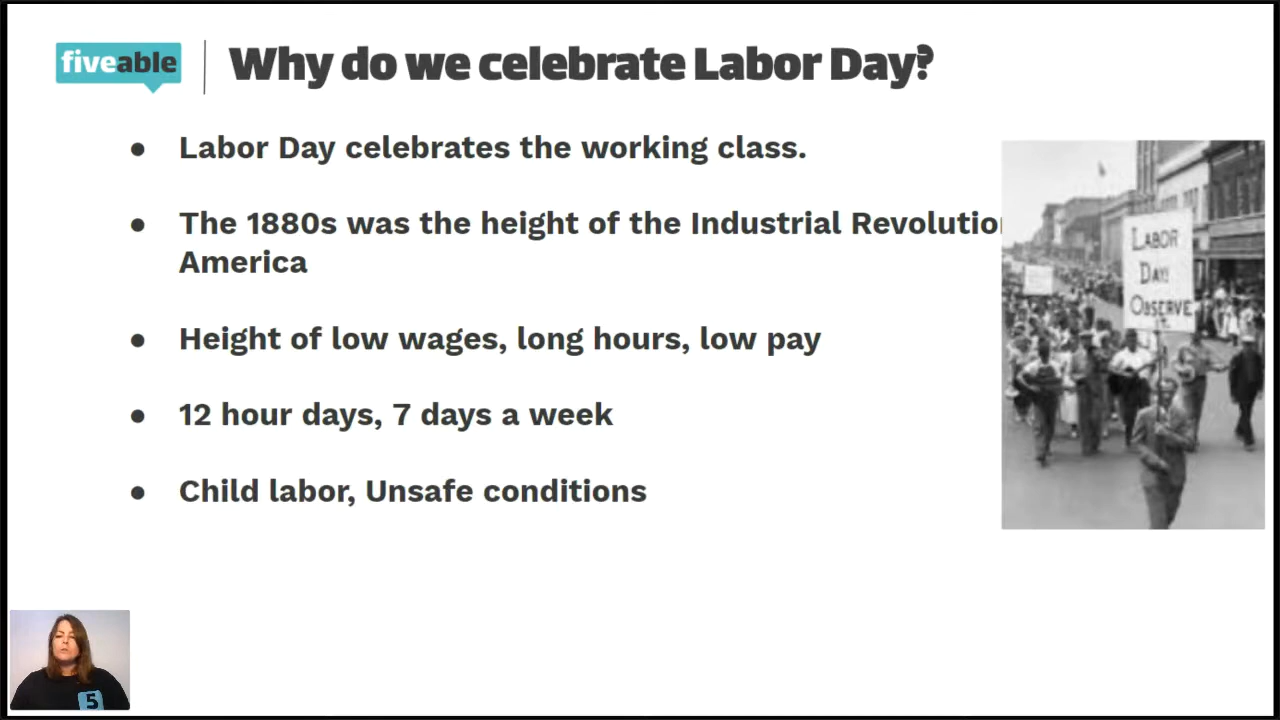 fiveable
Why do we celebrate Labor Day?
● Labor Day celebrates the working class.
● The 1880s was the height of the Industrial
America
● Height of low wages, long hours, low pay
● 12 hour days, 7 days a week
● Child labor, Unsafe conditions
LABOR
DAY!
OBSERVE
5